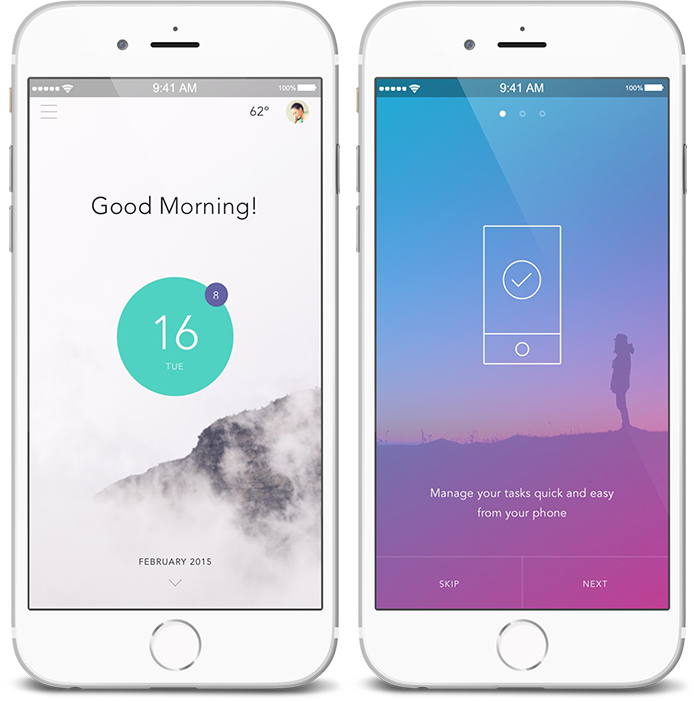 9:41 AM
100%
62°
Good Morning!
8
16
TUE
FEBRUARY 2015
9:41 AM
100%
Manage your tasks quick and easy
from your phone
SKIP
NEXT